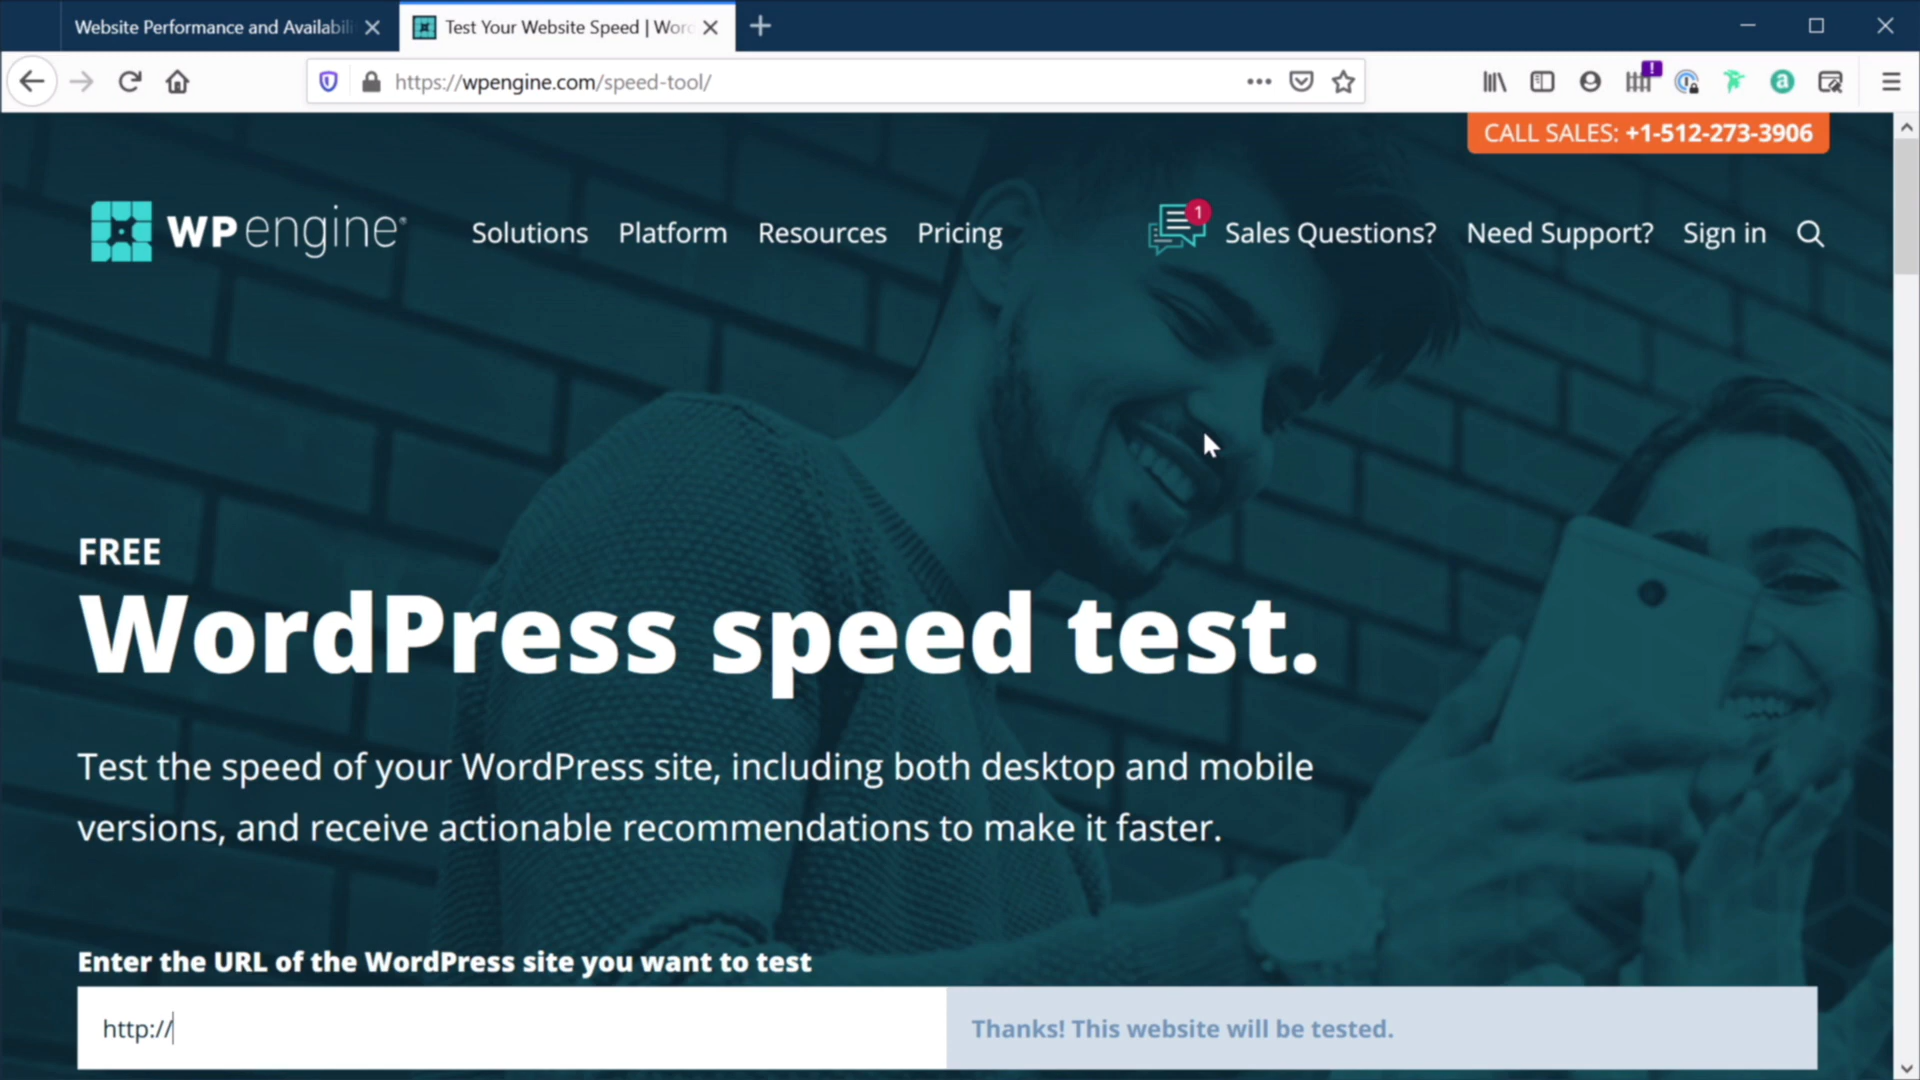 Website Performance and Availabili
Test Your Website Speed | Wor
https://wpengine.com/speed-tool/
CALL SALES: +1-512-273-3906
WP engine
Solutions
Platform
Resources
Pricing
1
Sales Questions?
Need Support?
Sign in
FREE
WordPress speed test.
Test the speed of your WordPress site, including both desktop and mobile
versions, and receive actionable recommendations to make it faster.
Enter the URL of the WordPress site you want to test
http://
Thanks! This website will be tested.